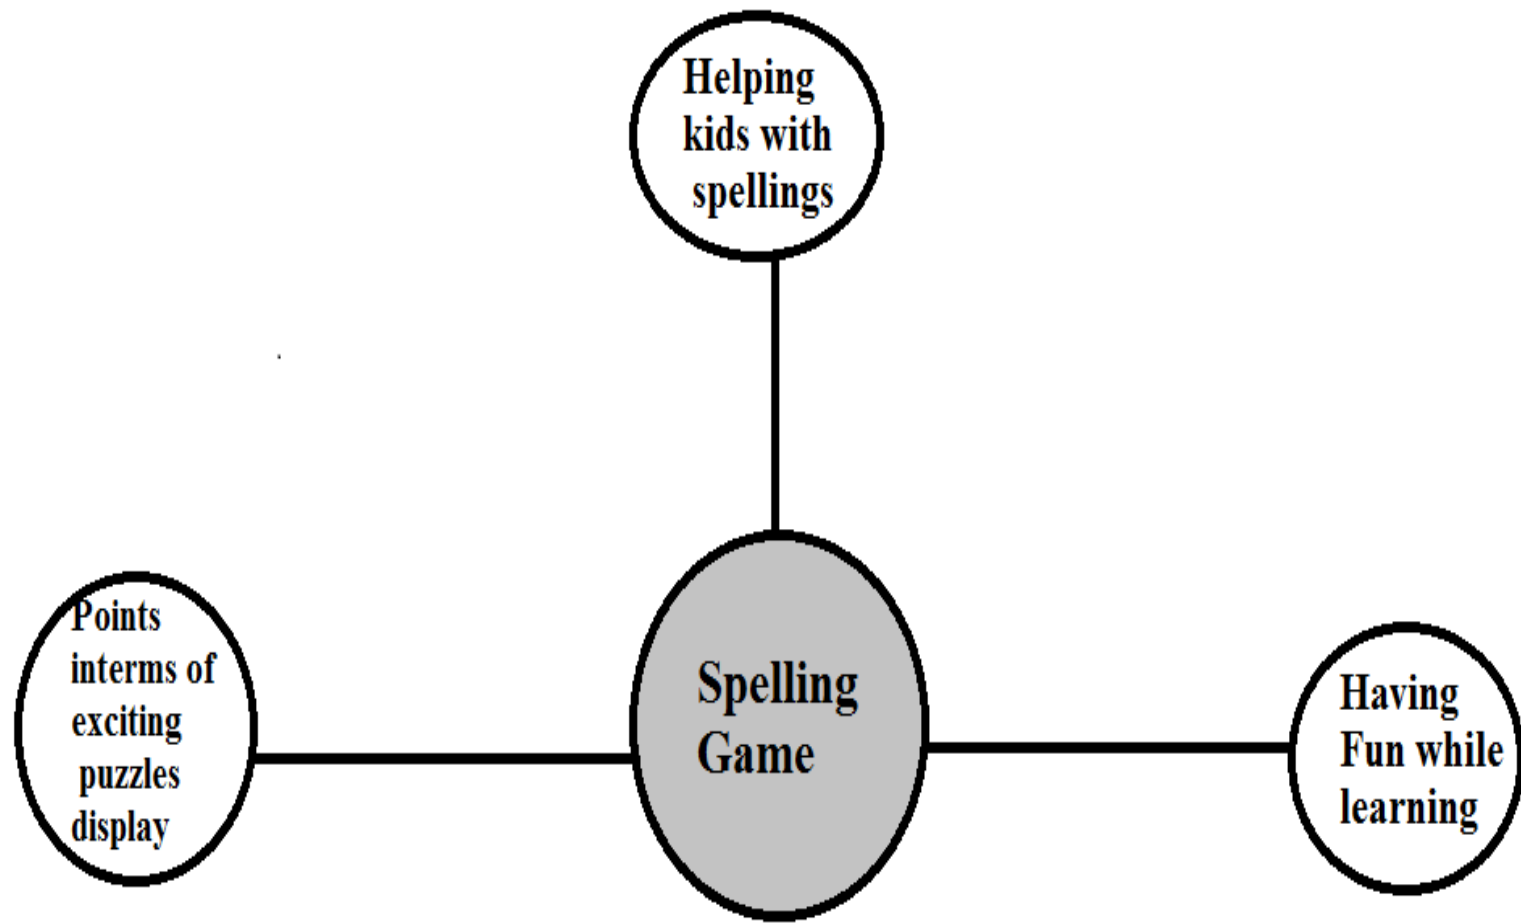 Helping
kids with
spellings
Points
interms of
exciting
puzzles
display
Spelling
Game
Having
Fun while
learning